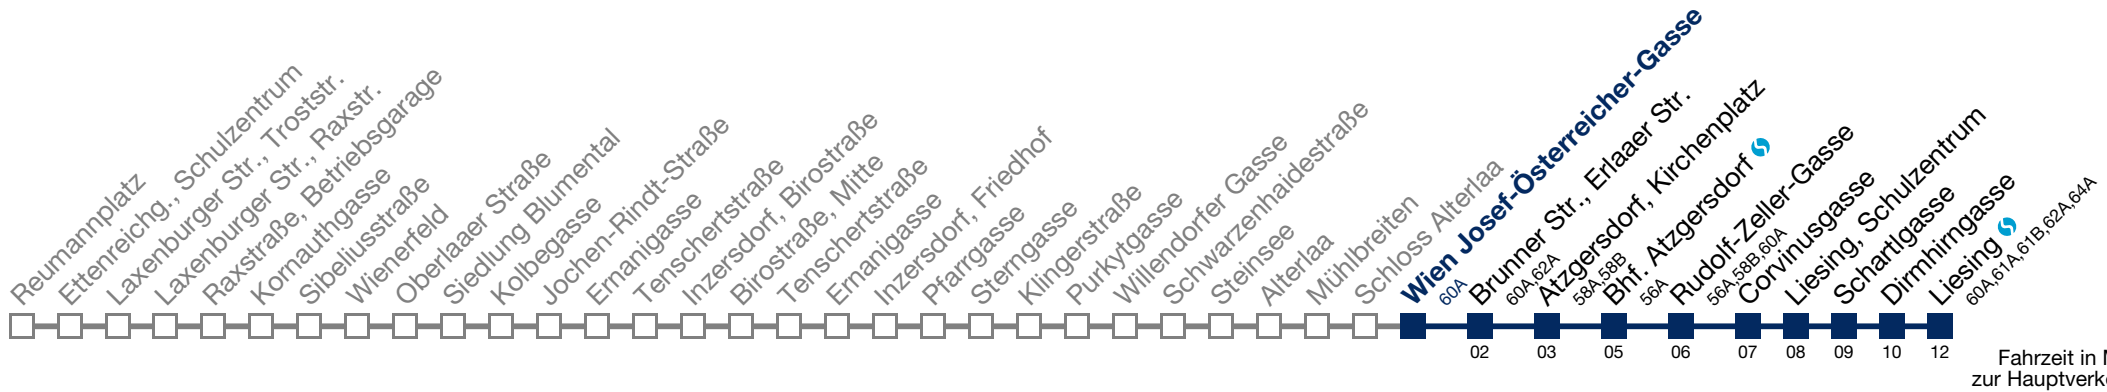 Reumannplatz
Ettenreichg., Schulzentrum
Laxenburger Str., Troststr.
Laxenburger Str., Raxstr.
Raxstraße, Betriebsgarage
Kornauthgasse
Sibeliusstraße
Wienerfeld
Oberlaaer Straße
Siedlung Blumental
Kolbegasse
Jochen-Rindt-Straße
Ernanigasse
Tenschertstraße
Inzersdorf, Birostraße
Birostraße, Mitte
Tenschertstraße
Ernanigasse
Inzersdorf, Friedhof
Pfarrgasse
Sterngasse
Klingerstraße
Purkytgasse
Willendorfer Gasse
Schwarzenhaidestraße
Steinsee
Alterlaa
Mühlbreiten
Schloss Alterlaa
Wien Josef-Österreicher-Gasse
60A
Brunner Str., Erlaaer Str.
60A,62A
Atzgersdorf, Kirchenplatz
58A,58B
Bhf. Atzgersdorf
56A
Rudolf-Zeller-Gasse
56A,58B,60A
Corvinusgasse
Liesing, Schulzentrum
Schartlgasse
Dirmhirngasse
Liesing
60A,61A,61B,62A,64A
02 03 05 06 07 08 09 10 12
Fahrzeit in
zur